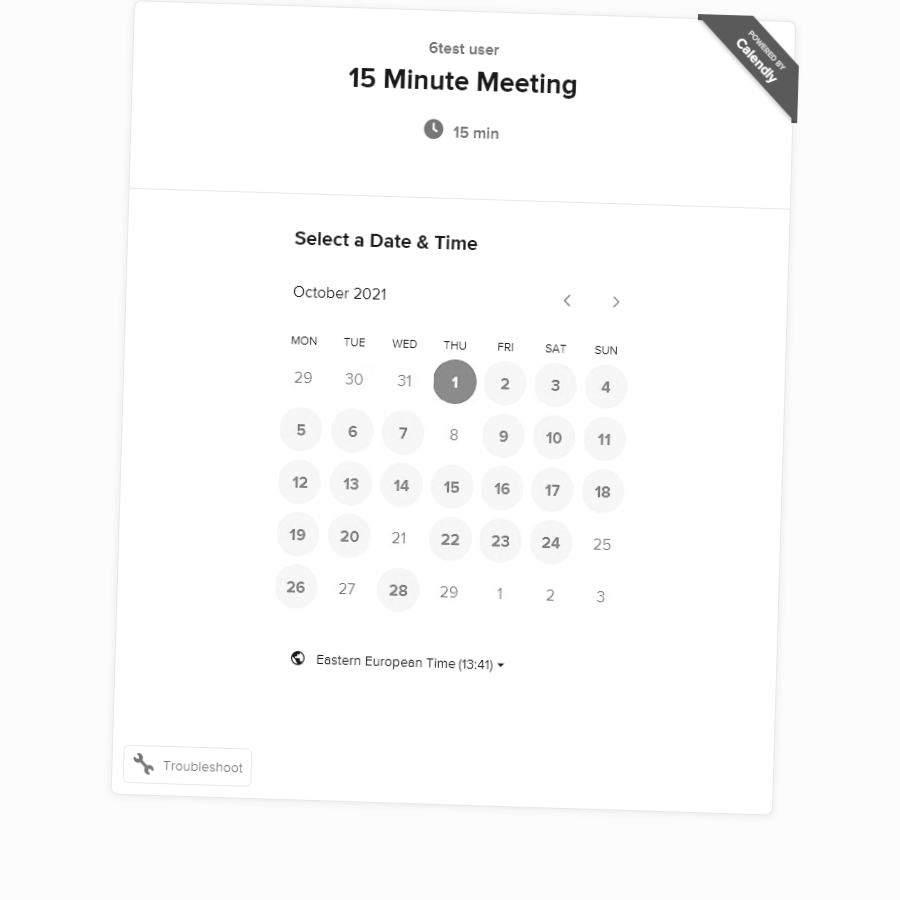 6test user
POWERED BY
Calendly
15 Minute Meeting
15 min
Select a Date & Time
October 2021
MON TUE WED THU FRI SAT SUN
29 30 31 1 2 3 4
5 6 7 8 9 10 11
12 13 14 15 16 17 18
19 20 21 22 23 24 25
26 27 28 29 1 2 3
Eastern European Time (13:41)
Troubleshoot